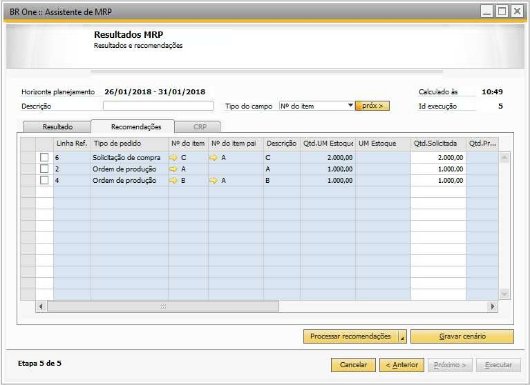 BR One :: Assistente de MRP
Resultados MRP
Resultados e recomendações
Horizonte planejamento 26/01/2018 - 31/01/2018 Calculado às 10:49
Descrição Tipo do campo Nº do item próx > Id execução 5
Resultado Recomendações CRP
Linha Ref. Tipo de pedido Nº do item Nº do item pai Descrição Qtd.UM Estoque UM Estoque Qtd.Solicitada Qtd.Pr...
6 Solicitação de compra C A C 2.000,00 2.000,00
2 Ordem de produção A A 1.000,00 1.000,00
4 Ordem de produção B A B 1.000,00 1.000,00
Processar recomendações Gravar cenário
Etapa 5 de 5 Cancelar < Anterior Próximo > Executar